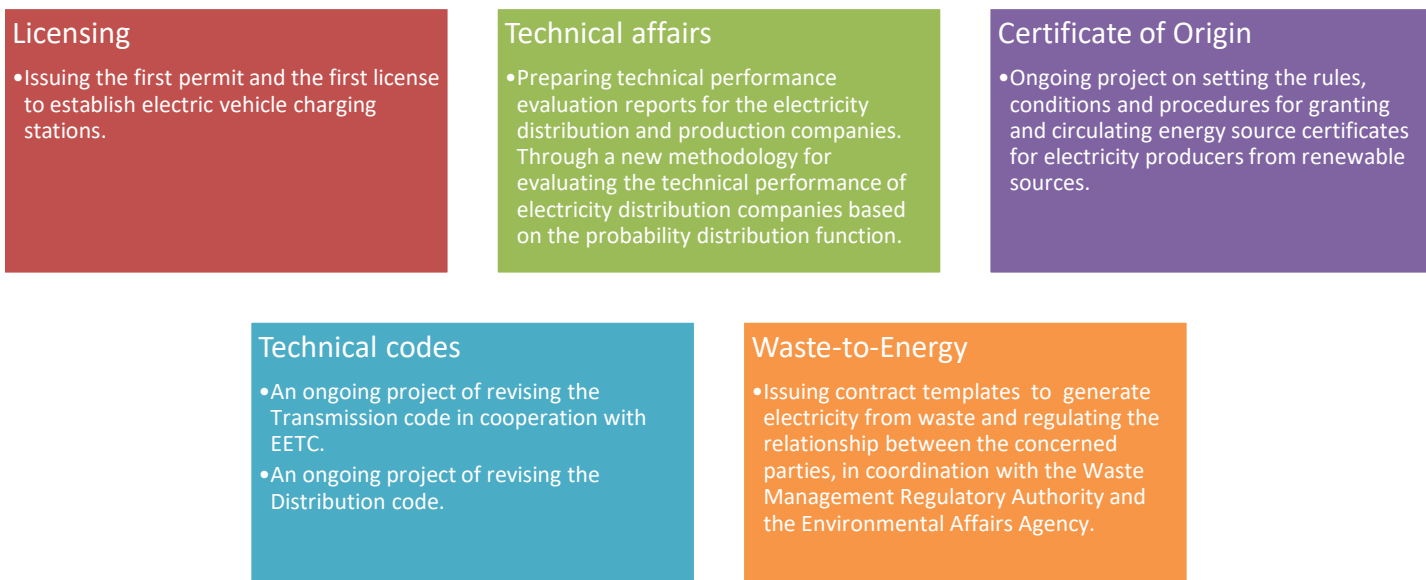 Licensing
•Issuing the first permit and the first license
to establish electric vehicle charging
stations.
Technical affairs
•Preparing technical performance
evaluation reports for the electricity
distribution and production companies.
Through a new methodology for
evaluating the technical performance of
electricity distribution companies based
on the probability distribution function.
Certificate of Origin
•Ongoing project on setting the rules,
conditions and procedures for granting
and circulating energy source certificates
for electricity producers from renewable
sources.
Technical codes
•An ongoing project of revising the
Transmission code in cooperation with
EETC.
•An ongoing project of revising the
Distribution code.
Waste-to-Energy
•Issuing contract templates to generate
electricity from waste and regulating the
relationship between the concerned
parties, in coordination with the Waste
Management Regulatory Authority and
the Environmental Affairs Agency.